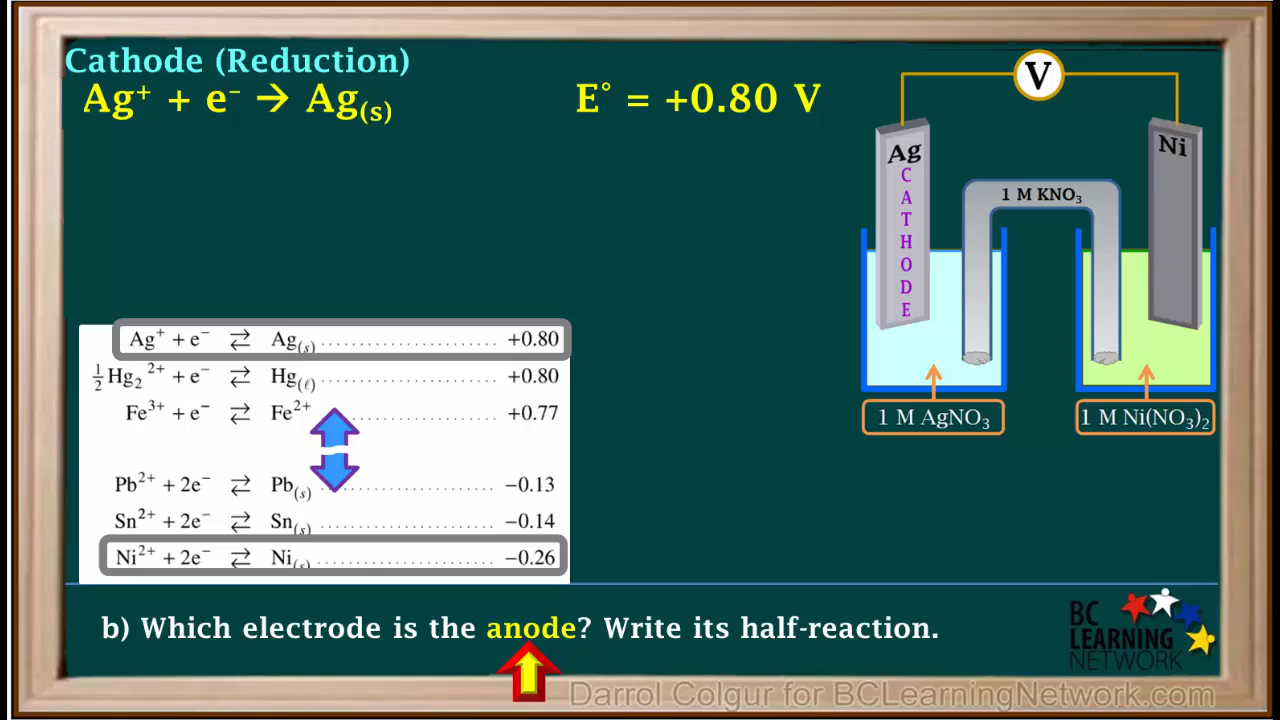 Cathode (Reduction)
Ag⁺ + e⁻ → Ag₍s₎ E° = +0.80 V
V
Ag
CATHODE
Ni
1 M KNO₃
1 M AgNO₃
1 M Ni(NO₃)₂
Ag⁺ + e⁻ ⇄ Ag₍s₎ ........................ +0.80
½Hg₂²⁺ + e⁻ ⇄ Hg₍ℓ₎ ........................ +0.80
Fe³⁺ + e⁻ ⇄ Fe²⁺ ........................ +0.77
Pb²⁺ + 2e⁻ ⇄ Pb₍s₎ ........................ −0.13
Sn²⁺ + 2e⁻ ⇄ Sn₍s₎ ........................ −0.14
Ni²⁺ + 2e⁻ ⇄ Ni₍s₎ ........................ −0.26
b) Which electrode is the anode? Write its half-reaction.
BC
LEARNING
NETWORK
Darrol Colgur for BCLearningNetwork.com